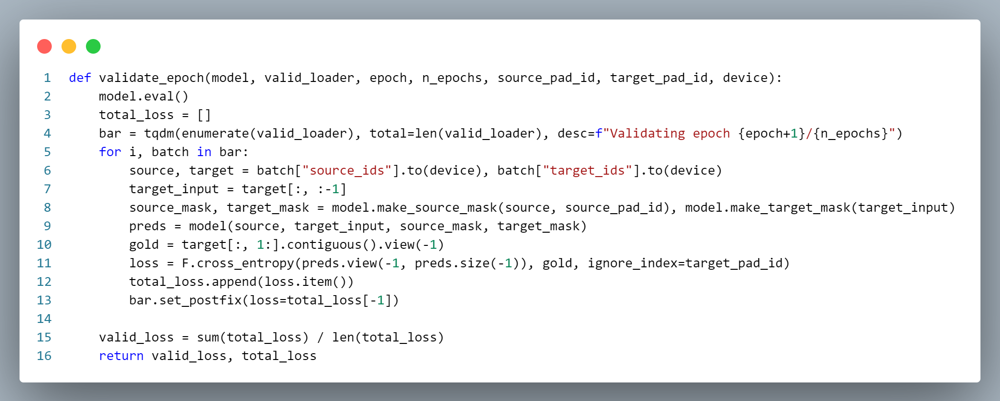 1 def validate_epoch(model, valid_loader, epoch, n_epochs, source_pad_id, target_pad_id, device):
2     model.eval()
3     total_loss = []
4     bar = tqdm(enumerate(valid_loader), total=len(valid_loader), desc=f"Validating epoch {epoch+1}/{n_epochs}")
5     for i, batch in bar:
6         source, target = batch["source_ids"].to(device), batch["target_ids"].to(device)
7         target_input = target[:, :-1]
8         source_mask, target_mask = model.make_source_mask(source, source_pad_id), model.make_target_mask(target_input)
9         preds = model(source, target_input, source_mask, target_mask)
10         gold = target[:, 1:].contiguous().view(-1)
11         loss = F.cross_entropy(preds.view(-1, preds.size(-1)), gold, ignore_index=target_pad_id)
12         total_loss.append(loss.item())
13         bar.set_postfix(loss=total_loss[-1])
14
15     valid_loss = sum(total_loss) / len(total_loss)
16     return valid_loss, total_loss